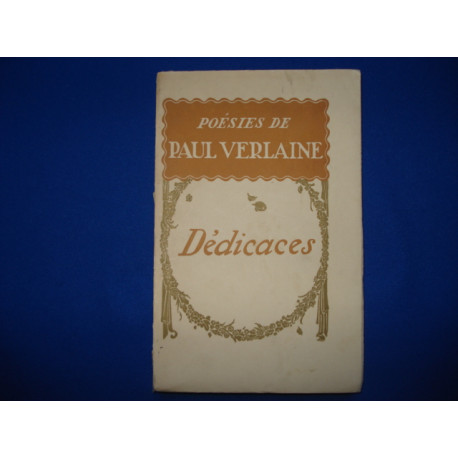 POÉSIES DE
PAUL VERLAINE
Dédicaces